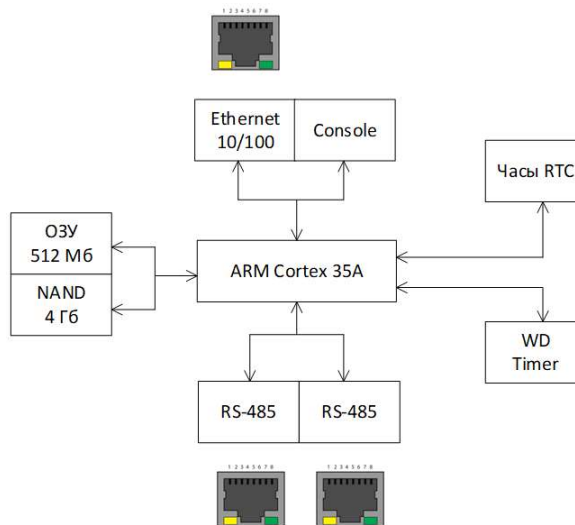 1 2 3 4 5 6 7 8
Ethernet
10/100
Console
Часы RTC
ОЗУ
512 Мб
NAND
4 Гб
ARM Cortex 35A
WD
Timer
RS-485
RS-485
1 2 3 4 5 6 7 8
1 2 3 4 5 6 7 8